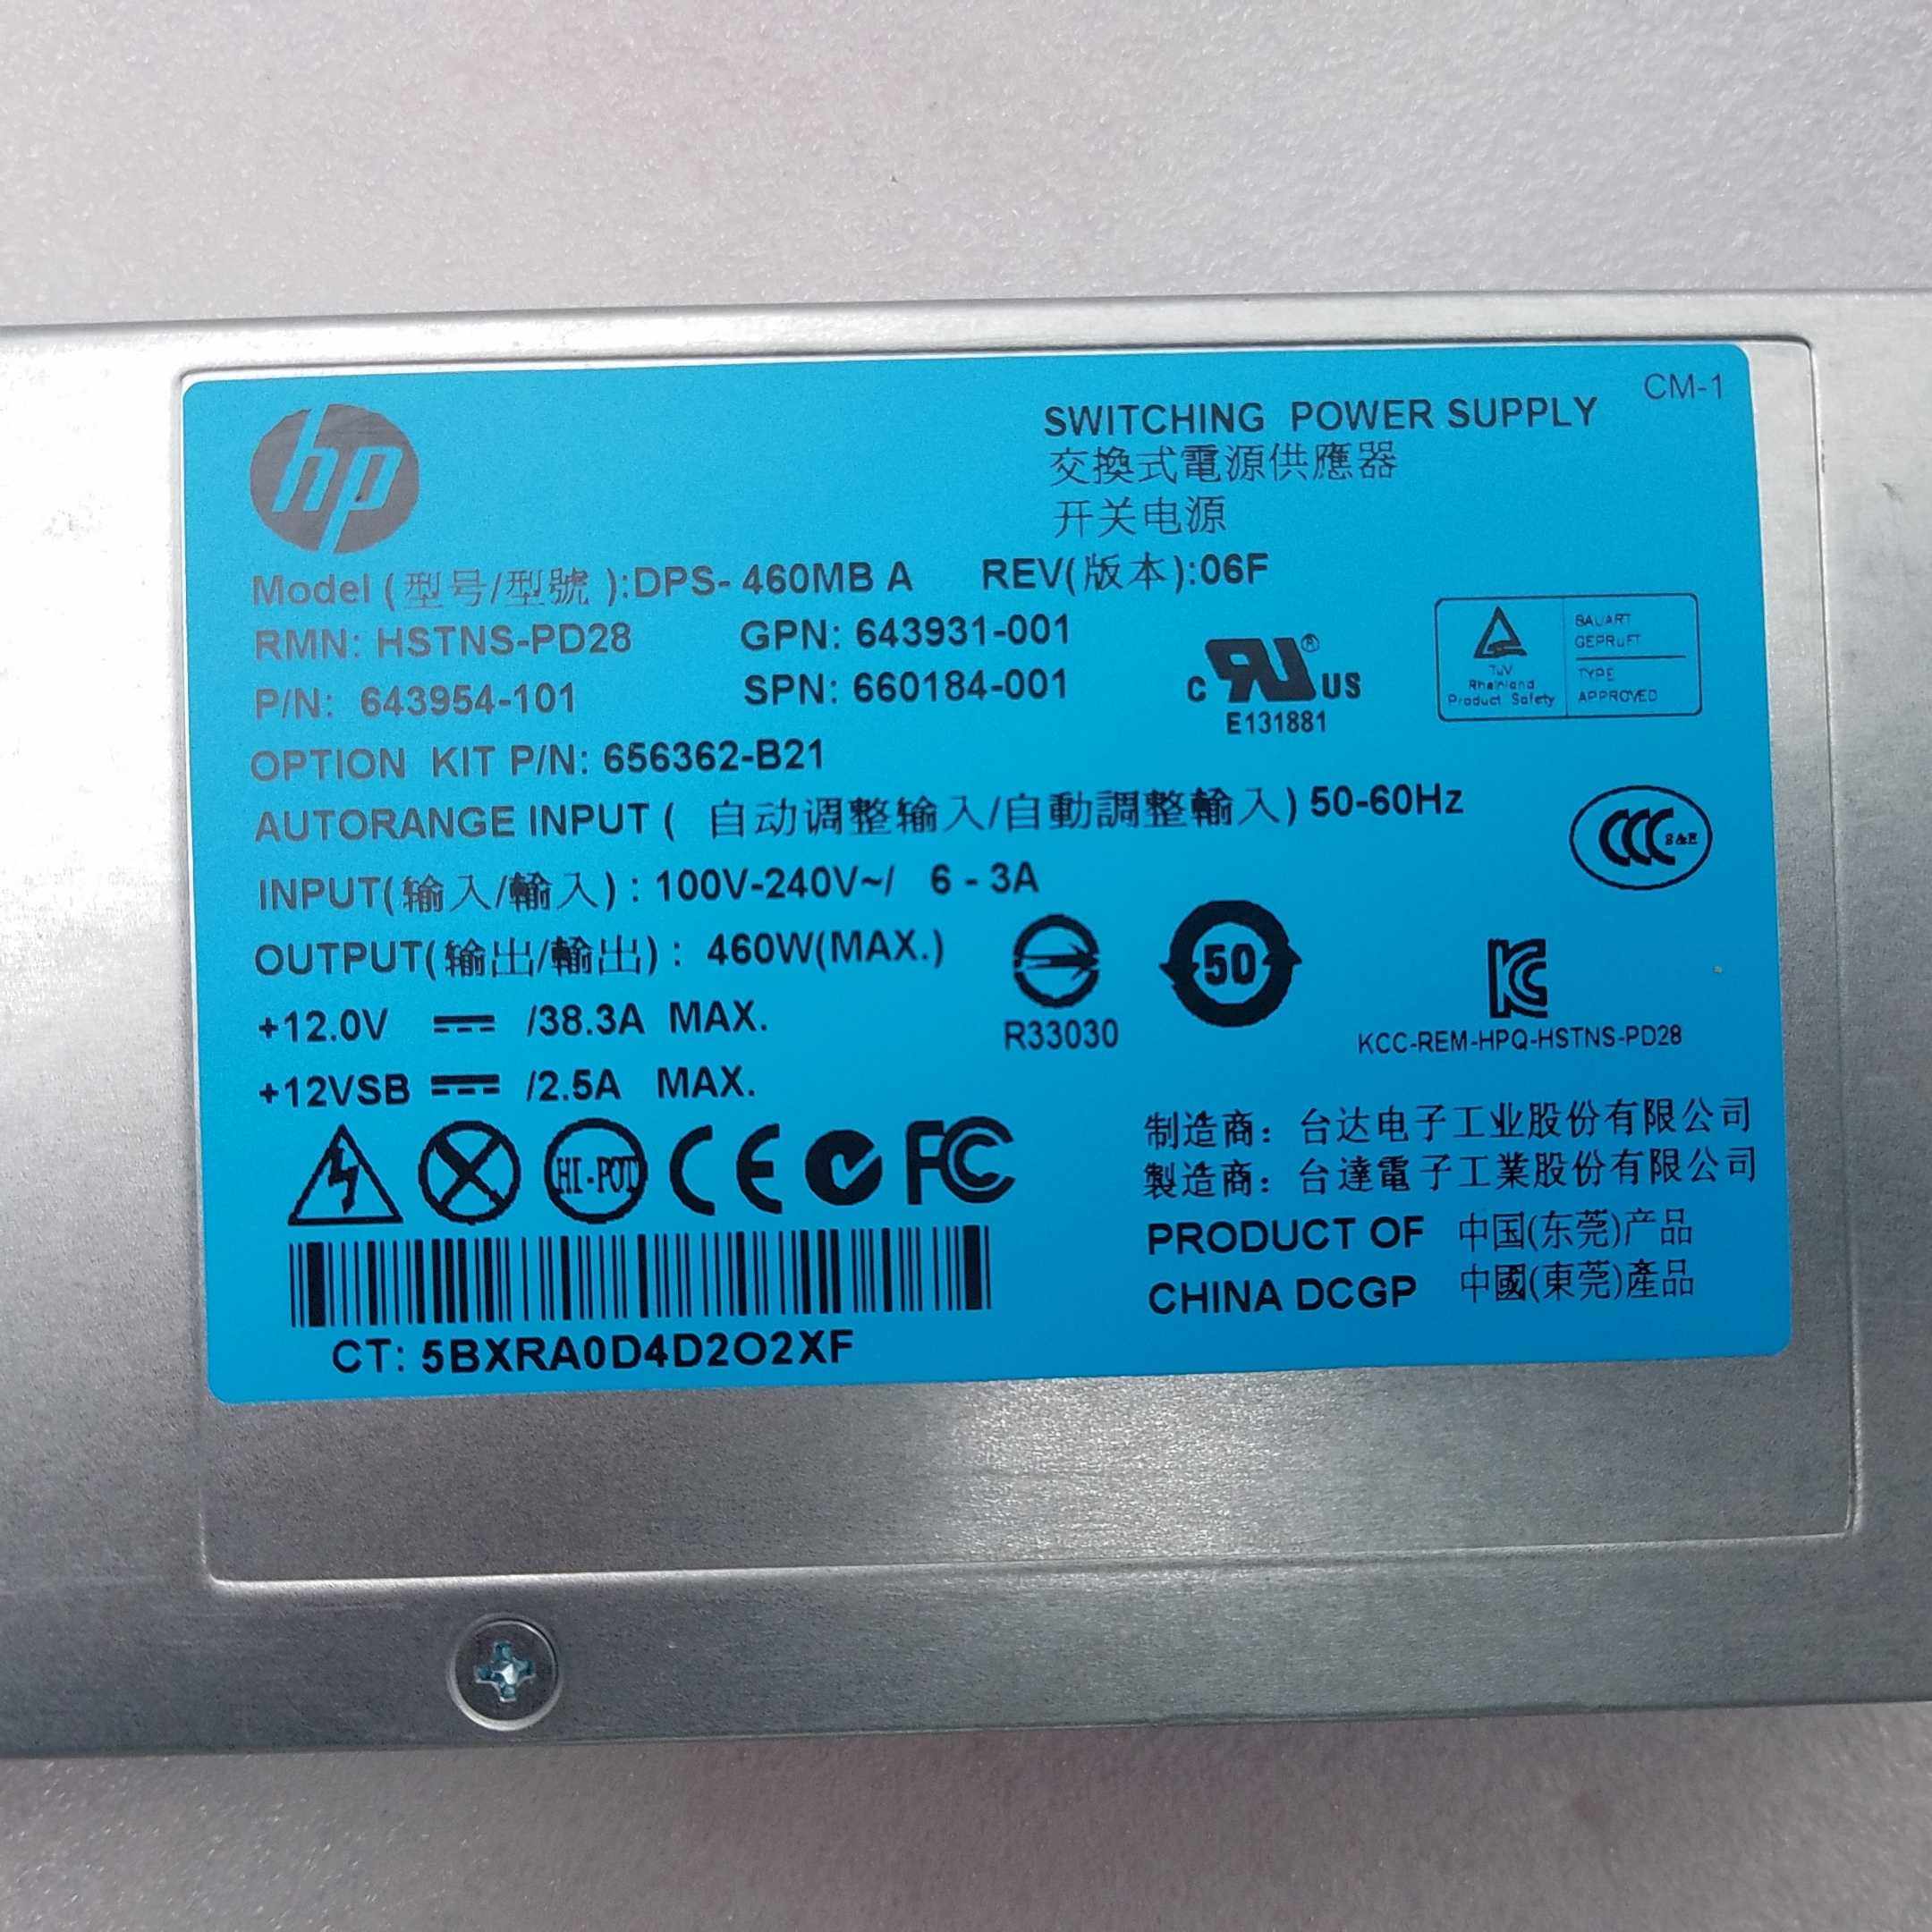 hp
CM-1
SWITCHING POWER SUPPLY
交換式電源供應器
开关电源
Model (型号/型號 ):DPS- 460MB A REV(版本):06F
RMN: HSTNS-PD28 GPN: 643931-001
P/N: 643954-101 SPN: 660184-001
C RU ® US
E131881
TüV
Rheinland
Product Safety
BAUART
GEPRüFT
TYPE
APPROVED
OPTION KIT P/N: 656362-B21
AUTORANGE INPUT ( 自动调整输入/自動調整輸入) 50-60Hz
CCC S&E
INPUT(输入/輸入) : 100V-240V~/ 6 - 3A
OUTPUT(输出/輸出) : 460W(MAX.)
+12.0V ⎓ /38.3A MAX.
+12VSB ⎓ /2.5A MAX.
R33030
50
KC
KCC-REM-HPQ-HSTNS-PD28
HI-POT CE FC
制造商: 台达电子工业股份有限公司
製造商: 台達電子工業股份有限公司
PRODUCT OF 中国(东莞)产品
CHINA DCGP 中國(東莞)產品
CT: 5BXRA0D4D2O2XF